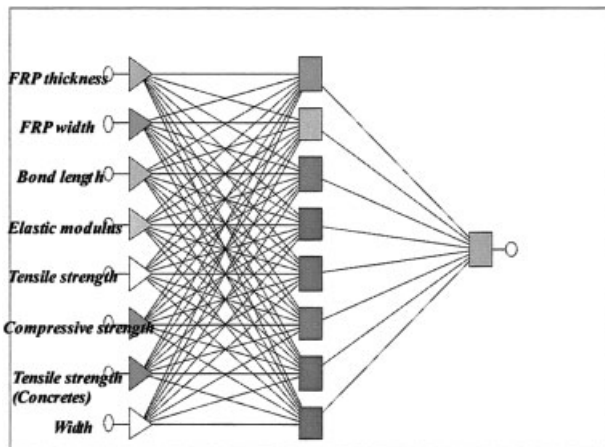 FRP thickness
FRP width
Bond length
Elastic modulus
Tensile strength
Compressive strength
Tensile strength
(Concretes)
Width